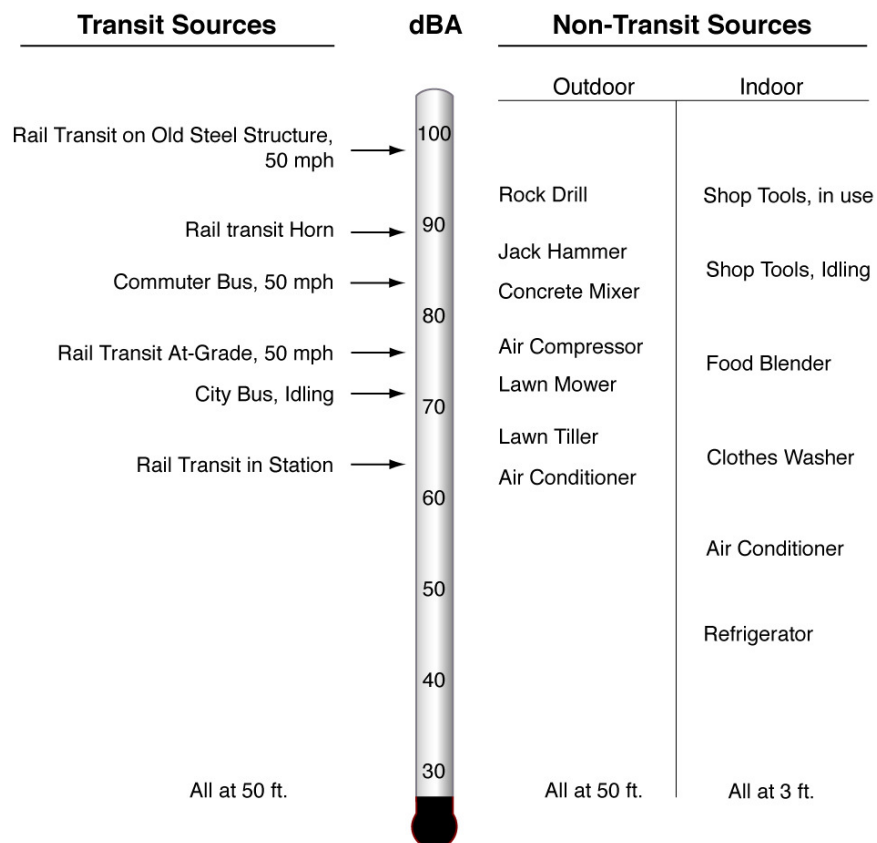 Transit Sources
dBA
Non-Transit Sources
Outdoor
Indoor
Rail Transit on Old Steel Structure,
50 mph
Rail transit Horn
Commuter Bus, 50 mph
Rail Transit At-Grade, 50 mph
City Bus, Idling
Rail Transit in Station
All at 50 ft.
100
90
80
70
60
50
40
30
Rock Drill
Jack Hammer
Concrete Mixer
Air Compressor
Lawn Mower
Lawn Tiller
Air Conditioner
All at 50 ft.
Shop Tools, in use
Shop Tools, Idling
Food Blender
Clothes Washer
Air Conditioner
Refrigerator
All at 3 ft.